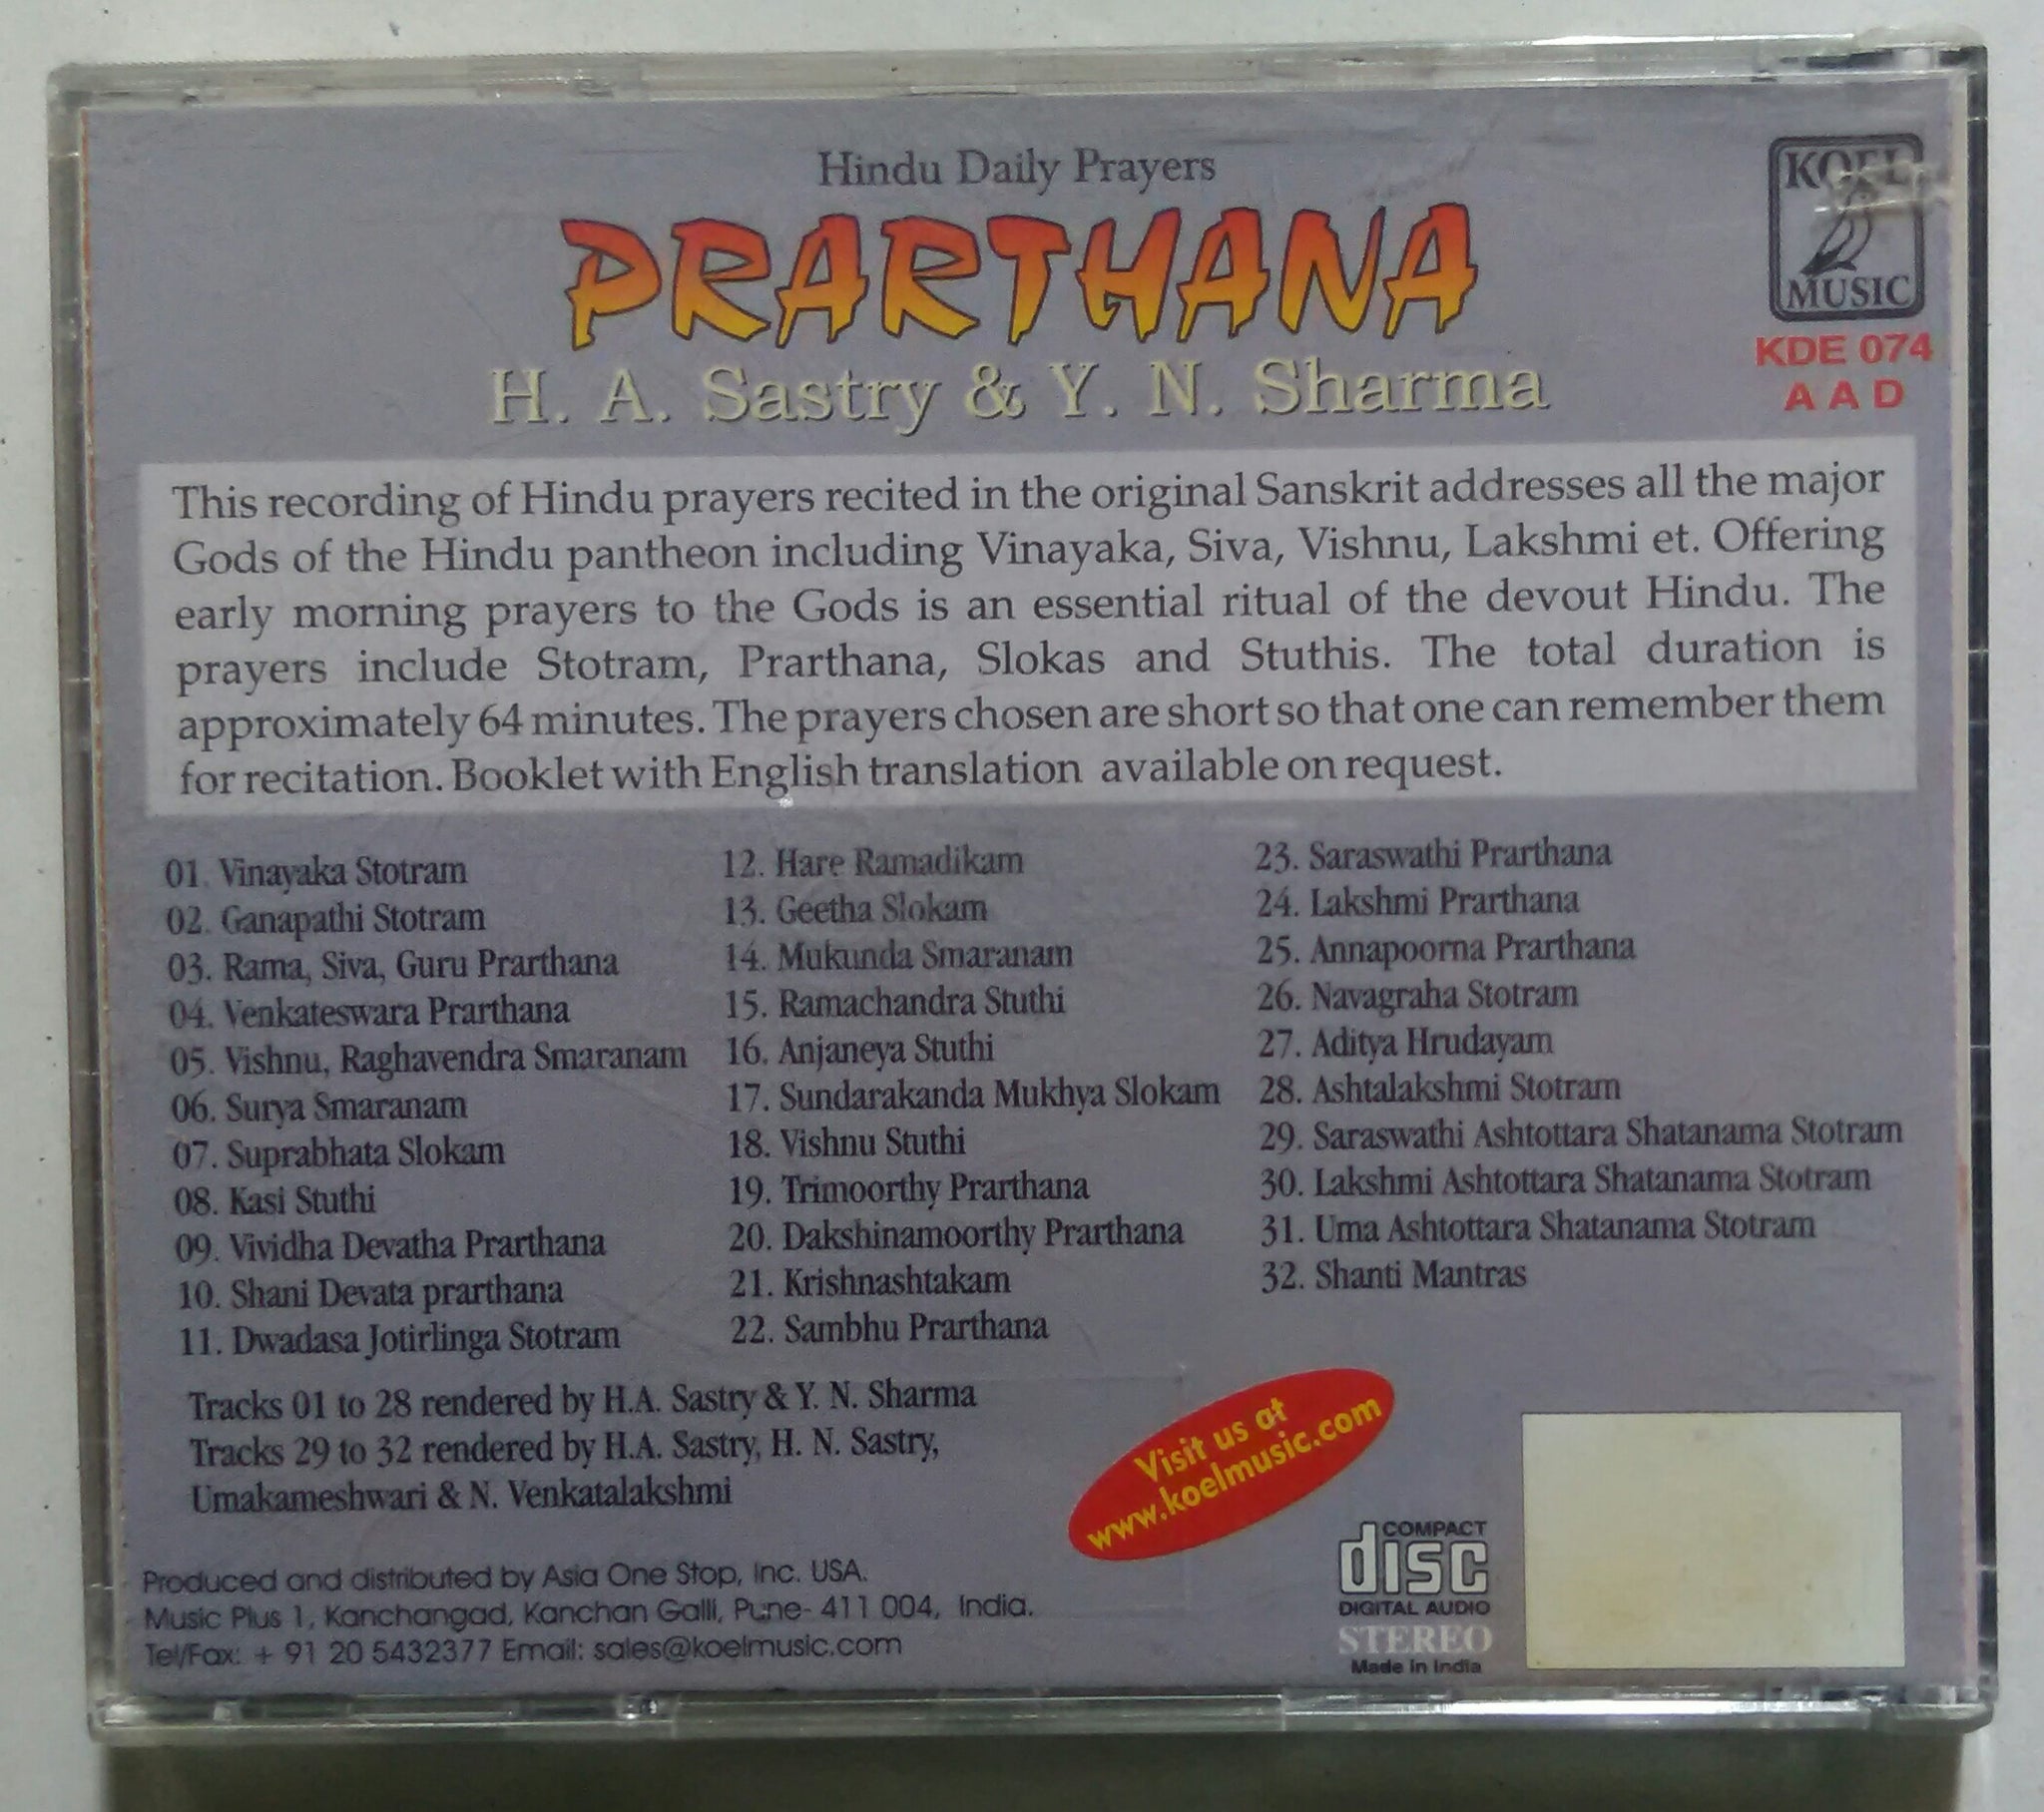 Hindu Daily Prayers
PRARTHANA
H. A. Sastry & Y. N. Sharma
KOEL
MUSIC
KDE 074
A A D
This recording of Hindu prayers recited in the original Sanskrit addresses all the major
Gods of the Hindu pantheon including Vinayaka, Siva, Vishnu, Lakshmi et. Offering
early morning prayers to the Gods is an essential ritual of the devout Hindu. The
prayers include Stotram, Prarthana, Slokas and Stuthis. The total duration is
approximately 64 minutes. The prayers chosen are short so that one can remember them
for recitation. Booklet with English translation available on request.
01. Vinayaka Stotram
02. Ganapathi Stotram
03. Rama, Siva, Guru Prarthana
04. Venkateswara Prarthana
05. Vishnu, Raghavendra Smaranam
06. Surya Smaranam
07. Suprabhata Slokam
08. Kasi Stuthi
09. Vividha Devatha Prarthana
10. Shani Devata prarthana
11. Dwadasa Jotirlinga Stotram
12. Hare Ramadikam
13. Geetha Slokam
14. Mukunda Smaranam
15. Ramachandra Stuthi
16. Anjaneya Stuthi
17. Sundarakanda Mukhya Slokam
18. Vishnu Stuthi
19. Trimoorthy Prarthana
20. Dakshinamoorthy Prarthana
21. Krishnashtakam
22. Sambhu Prarthana
23. Saraswathi Prarthana
24. Lakshmi Prarthana
25. Annapoorna Prarthana
26. Navagraha Stotram
27. Aditya Hrudayam
28. Ashtalakshmi Stotram
29. Saraswathi Ashtottara Shatanama Stotram
30. Lakshmi Ashtottara Shatanama Stotram
31. Uma Ashtottara Shatanama Stotram
32. Shanti Mantras
Tracks 01 to 28 rendered by H.A. Sastry & Y. N. Sharma
Tracks 29 to 32 rendered by H.A. Sastry, H. N. Sastry,
Umakameshwari & N. Venkatalakshmi
Visit us at
www.koelmusic.com
Produced and distributed by Asia One Stop, Inc. USA.
Music Plus 1, Kanchangad, Kanchan Galli, Pune- 411 004, India.
Tel/Fax: + 91 20 5432377 Email: sales@koelmusic.com
COMPACT
disc
DIGITAL AUDIO
STEREO
Made in India